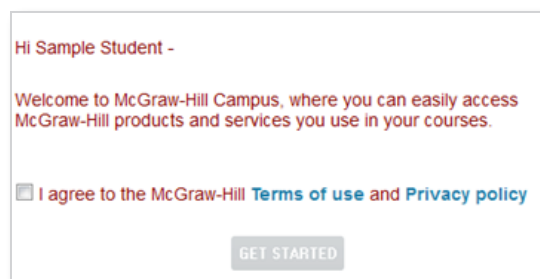 Hi Sample Student -
Welcome to McGraw-Hill Campus, where you can easily access
McGraw-Hill products and services you use in your courses.
I agree to the McGraw-Hill Terms of use and Privacy policy
GET STARTED